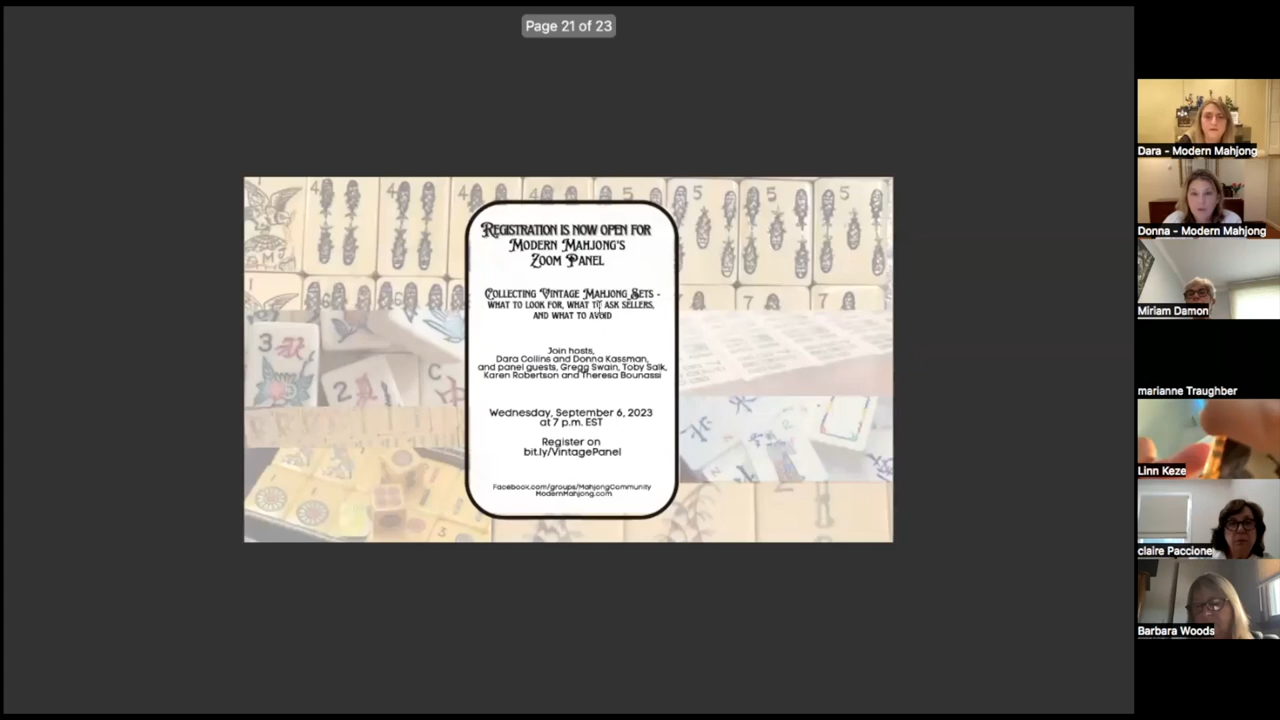 Page 21 of 23
Registration is now open for
Modern Mahjong's
Zoom Panel
Collecting Vintage Mahjong Sets -
what to look for, what to ask sellers,
and what to avoid
Join hosts,
Dara Collins and Donna Kassman,
and panel guests, Gregg Swain, Toby Salk,
Karen Robertson and Theresa Bounassi
Wednesday, September 6, 2023
at 7 p.m. EST
Register on
bit.ly/VintagePanel
Facebook.com/groups/MahjongCommunity
ModernMahjong.com
Dara - Modern Mahjong
Donna - Modern Mahjong
Miriam Damon
marianne Traughber
Linn Keze
claire Paccione
Barbara Woods